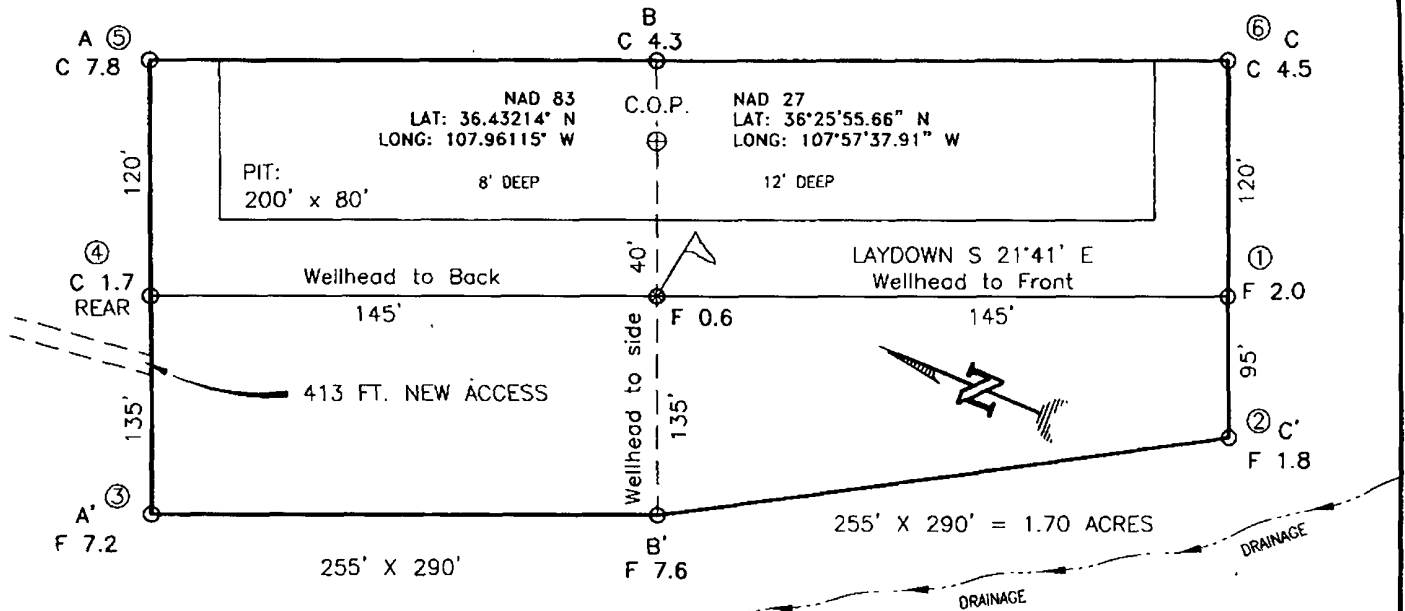 A ⑤
C 7.8
B
C 4.3
⑥ C
C 4.5
NAD 83
LAT: 36.43214° N
LONG: 107.96115° W
C.O.P.
NAD 27
LAT: 36°25'55.66" N
LONG: 107°57'37.91" W
PIT:
200' x 80'
8' DEEP
12' DEEP
120'
120'
④
C 1.7
REAR
Wellhead to Back
145'
40'
F 0.6
LAYDOWN S 21°41' E
Wellhead to Front
145'
①
F 2.0
413 FT. NEW ACCESS
135'
Wellhead to side
135'
N
95'
② C'
F 1.8
A' ③
F 7.2
255' X 290'
B'
F 7.6
255' X 290' = 1.70 ACRES
DRAINAGE
DRAINAGE